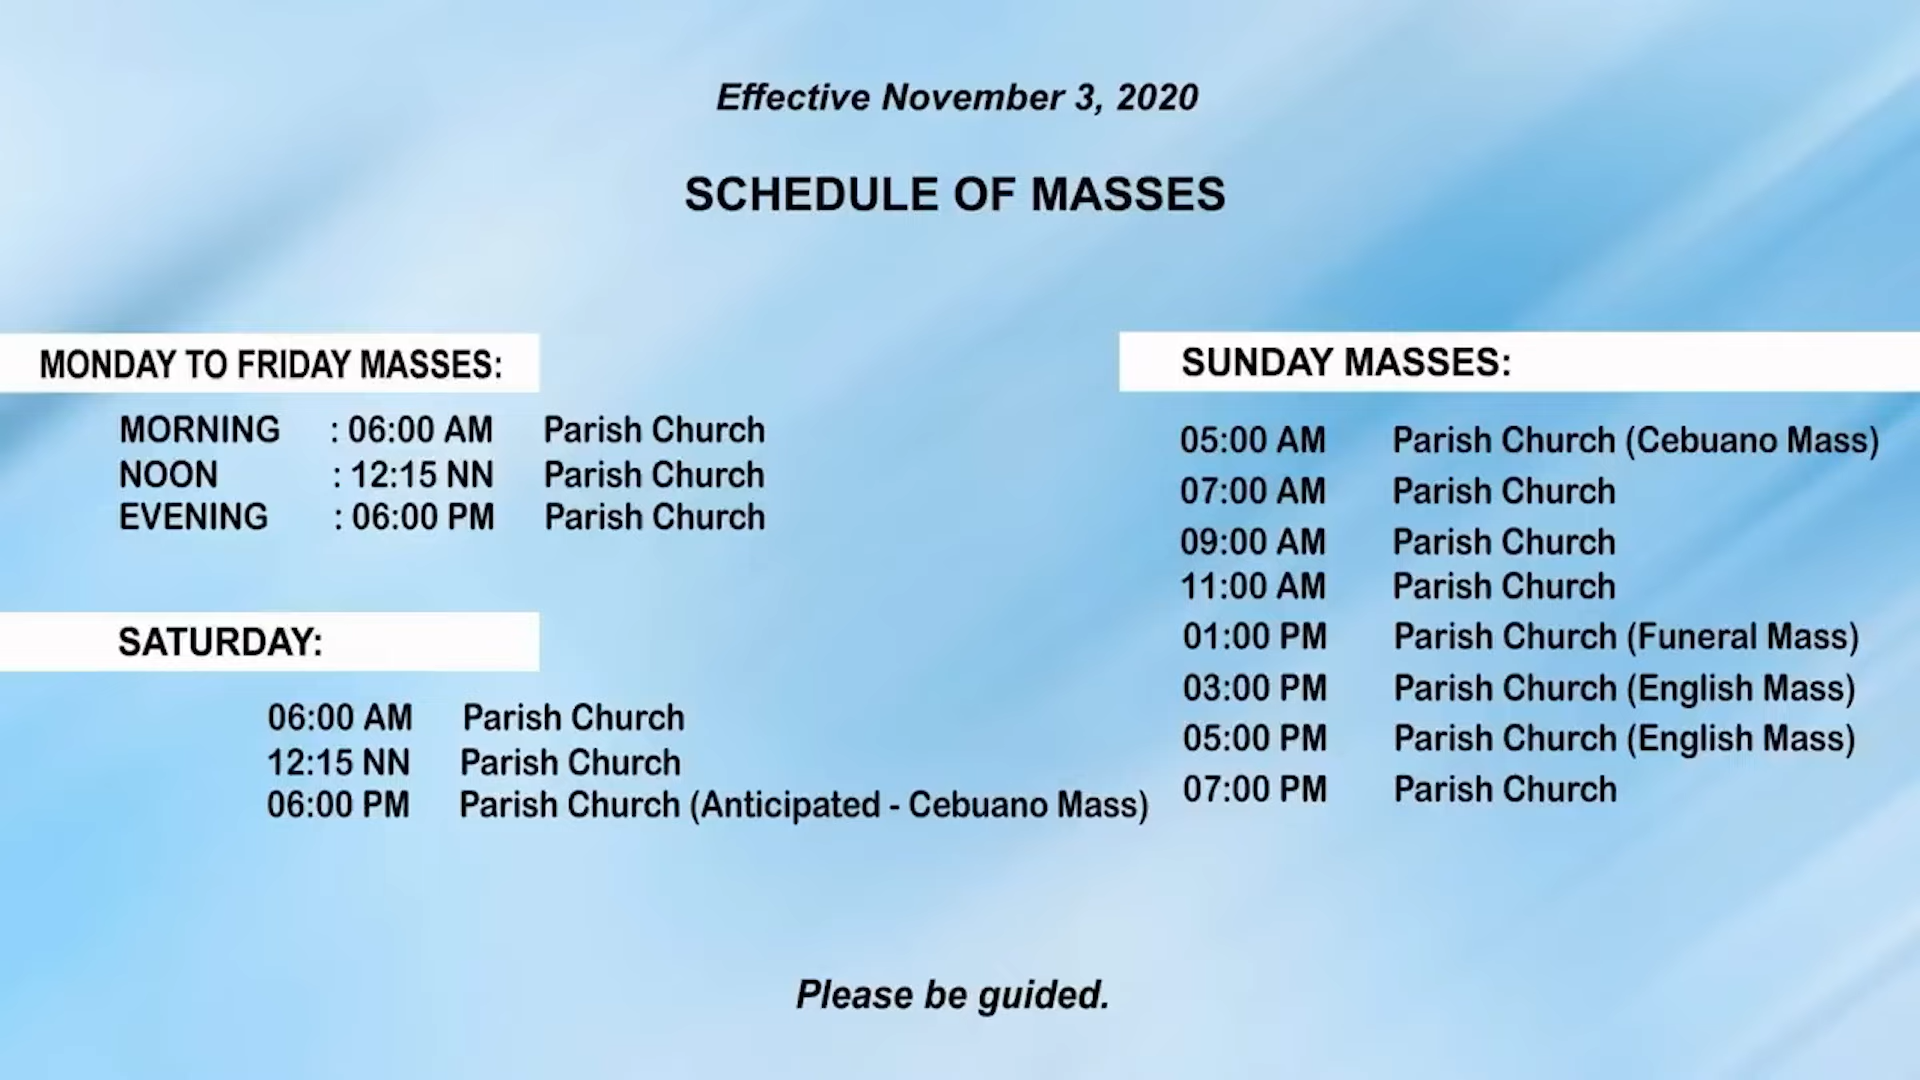 Effective November 3, 2020
SCHEDULE OF MASSES
MONDAY TO FRIDAY MASSES:
MORNING : 06:00 AM Parish Church
NOON : 12:15 NN Parish Church
EVENING : 06:00 PM Parish Church
SATURDAY:
06:00 AM Parish Church
12:15 NN Parish Church
06:00 PM Parish Church (Anticipated - Cebuano Mass)
SUNDAY MASSES:
05:00 AM Parish Church (Cebuano Mass)
07:00 AM Parish Church
09:00 AM Parish Church
11:00 AM Parish Church
01:00 PM Parish Church (Funeral Mass)
03:00 PM Parish Church (English Mass)
05:00 PM Parish Church (English Mass)
07:00 PM Parish Church
Please be guided.